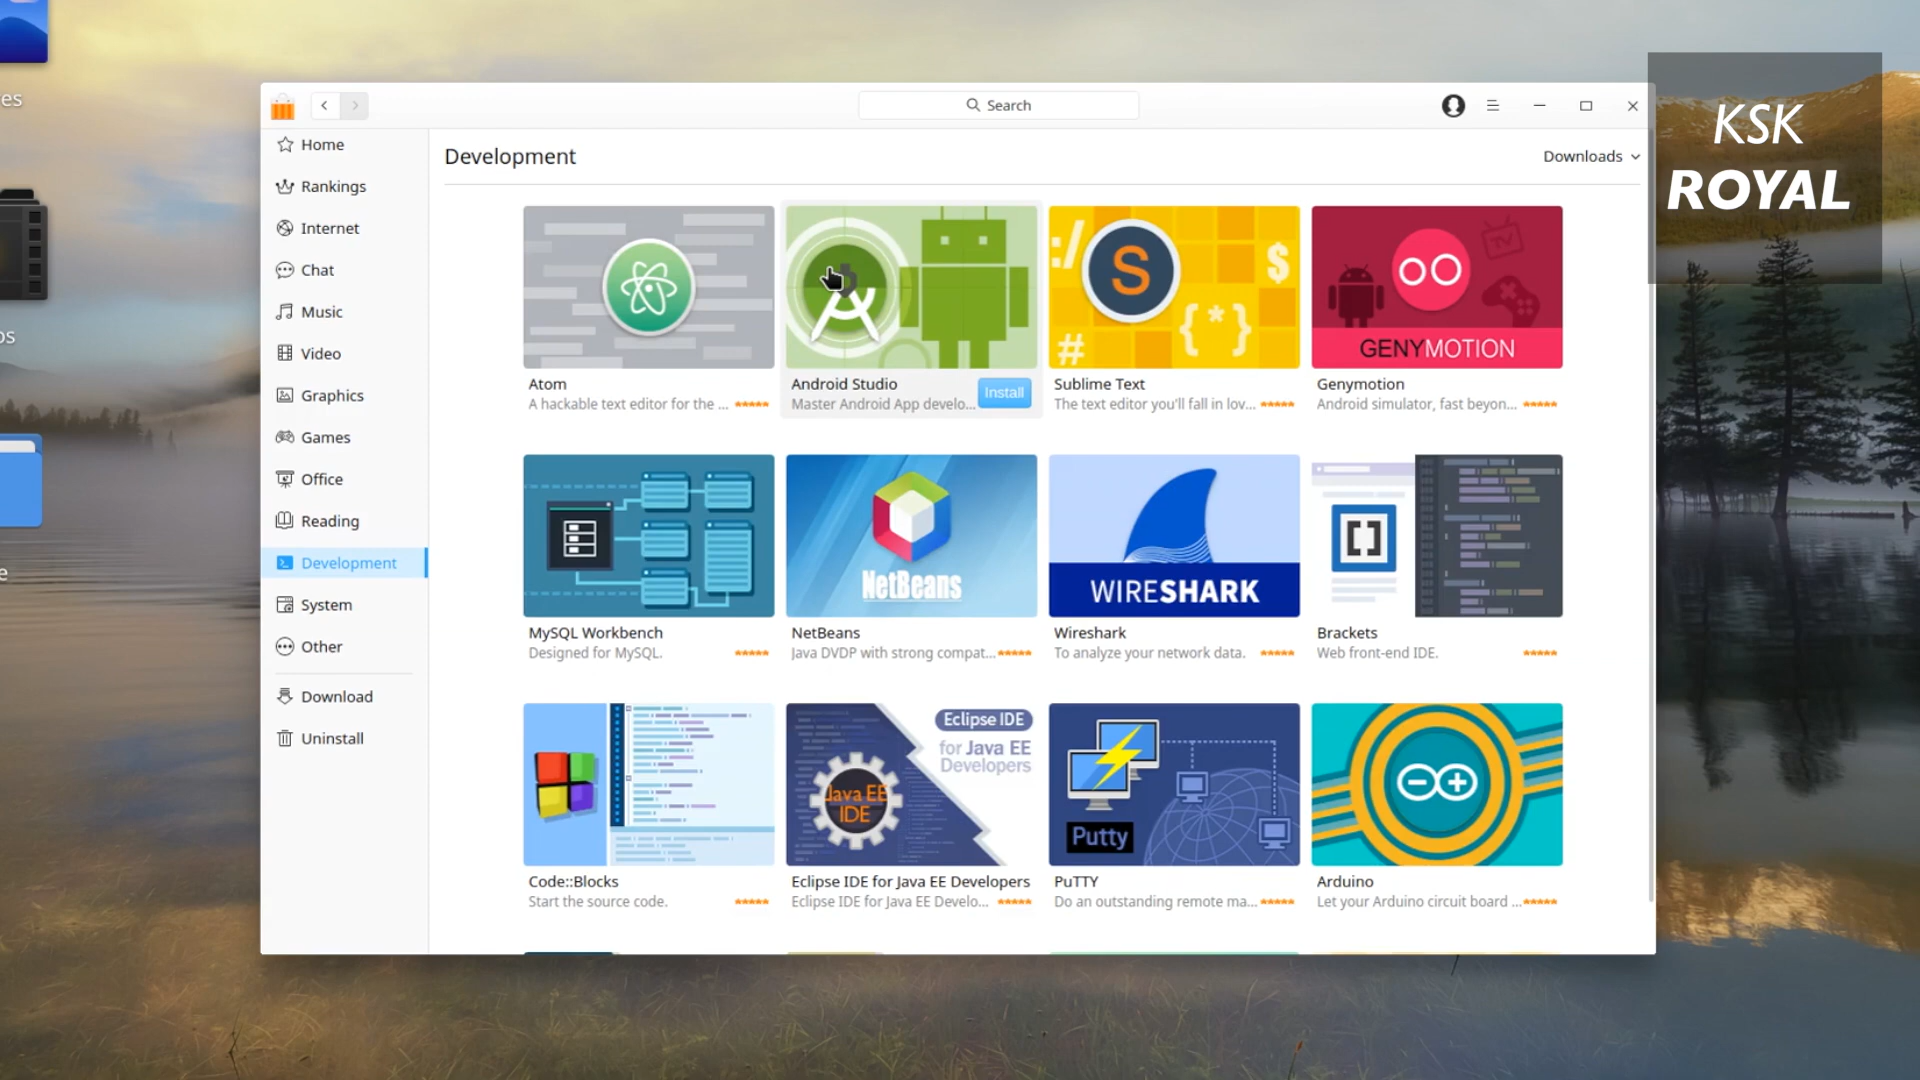 es
os
e
KSK
ROYAL
Search
Home
Rankings
Internet
Chat
Music
Video
Graphics
Games
Office
Reading
Development
System
Other
Download
Uninstall
Development
Downloads
:/
S
$
#
{*}
TV
GENYMOTION
Atom
A hackable text editor for the ...
Android Studio
Master Android App develo...
Install
Sublime Text
The text editor you'll fall in lov...
Genymotion
Android simulator, fast beyon...
NetBeans
WIRESHARK
[ ]
MySQL Workbench
Designed for MySQL.
NetBeans
Java DVDP with strong compat...
Wireshark
To analyze your network data.
Brackets
Web front-end IDE.
Eclipse IDE
for Java EE
Developers
Java EE
IDE
Putty
Code::Blocks
Start the source code.
Eclipse IDE for Java EE Developers
Eclipse IDE for Java EE Develo...
PuTTY
Do an outstanding remote ma...
Arduino
Let your Arduino circuit board ...